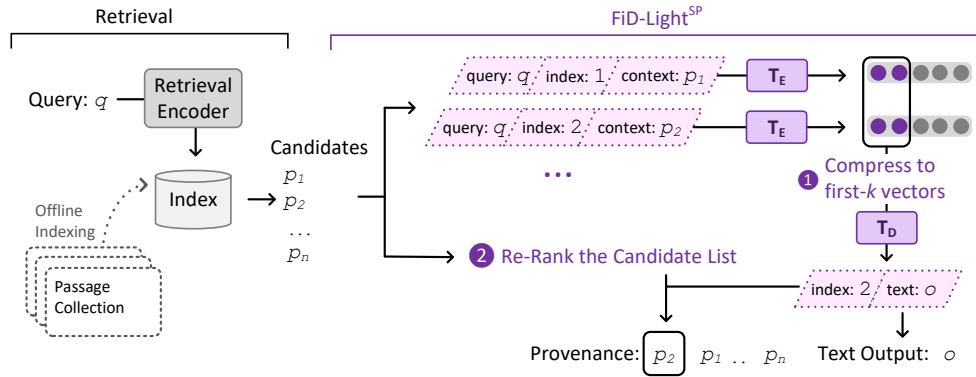 Retrieval
FiD-Light^SP
Query: q
Retrieval
Encoder
Index
Offline
Indexing
Passage
Collection
Candidates
p1
p2
...
pn
query: q index: 1 context: p1
T_E
query: q index: 2 context: p2
T_E
...
1 Compress to
first-k vectors
T_D
2 Re-Rank the Candidate List
index: 2 text: o
Provenance: p2 p1 .. pn
Text Output: o